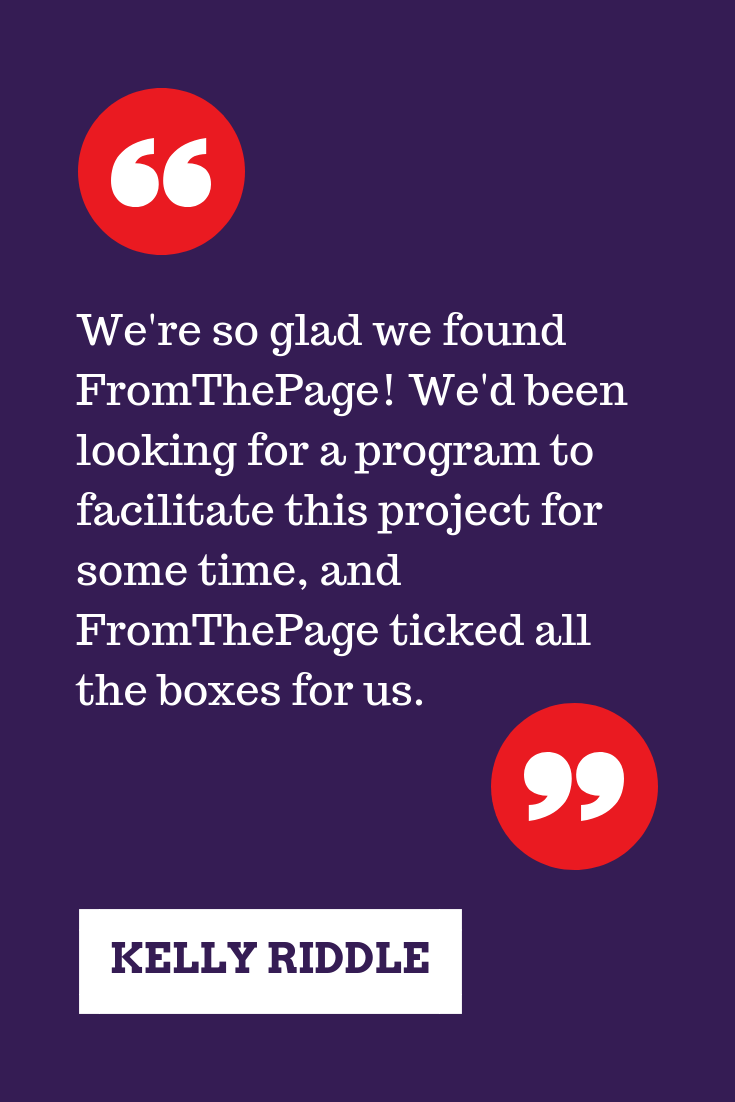 “
We're so glad we found
FromThePage! We'd been
looking for a program to
facilitate this project for
some time, and
FromThePage ticked all
the boxes for us.
”
KELLY RIDDLE